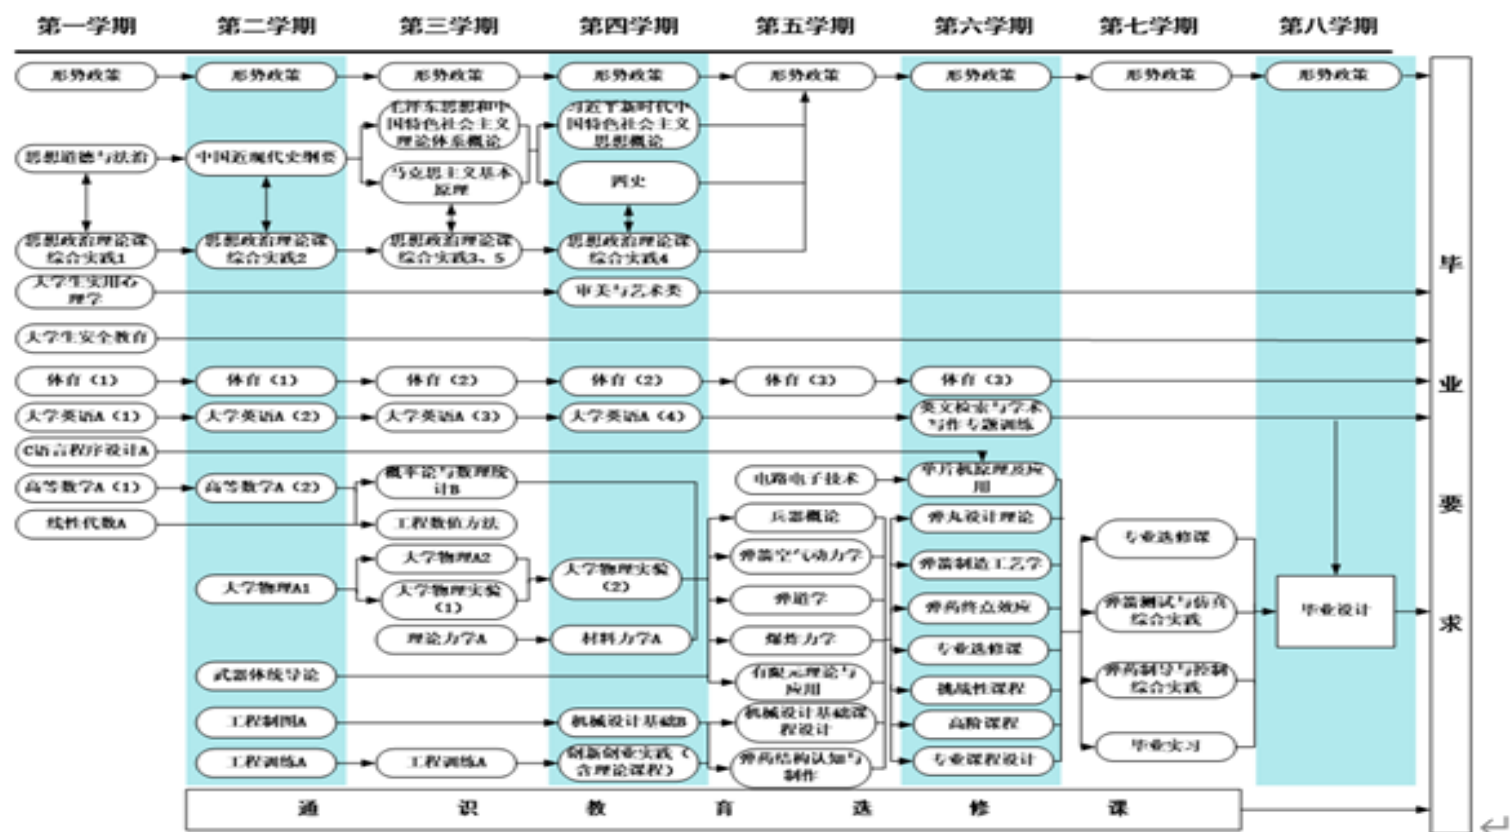 第一学期 第二学期 第三学期 第四学期 第五学期 第六学期 第七学期 第八学期
形势政策 形势政策 形势政策 形势政策 形势政策 形势政策 形势政策 形势政策
毛泽东思想和中
国特色社会主义
理论体系概论
习近平新时代中
国特色社会主义
思想概论
思想道德与法治 中国近现代史纲要
马克思主义基本
原理
四史
思想政治理论课
综合实践1
思想政治理论课
综合实践2
思想政治理论课
综合实践3、5
思想政治理论课
综合实践4
大学生实用心
理学
审美与艺术类
大学生安全教育
体育（1） 体育（1） 体育（2） 体育（2） 体育（3） 体育（3）
大学英语A（1） 大学英语A（2） 大学英语A（3） 大学英语A（4）
英文检索与学术
写作专题训练
C语言程序设计A
高等数学A（1） 高等数学A（2）
概率论与数理统
计B
电路电子技术
单片机原理及应
用
线性代数A 工程数值方法 兵器概论 弹丸设计理论
专业选修课
大学物理A1 大学物理A2
大学物理实验
（1）
大学物理实验
（2）
弹箭空气动力学 弹箭制造工艺学
弹道学 弹药终点效应
弹箭测试与仿真
综合实践
毕业设计
理论力学A 材料力学A 爆炸力学 专业选修课
武器体统导论
有限元理论与
应用
挑战性课程
弹药制导与控制
综合实践
工程制图A 机械设计基础B
机械设计基础课
程设计
高阶课程
毕业实习
工程训练A 工程训练A
创新创业实践（
含理论课程）
弹药结构认知与
制作
专业课程设计
通识教育选修课
毕业要求